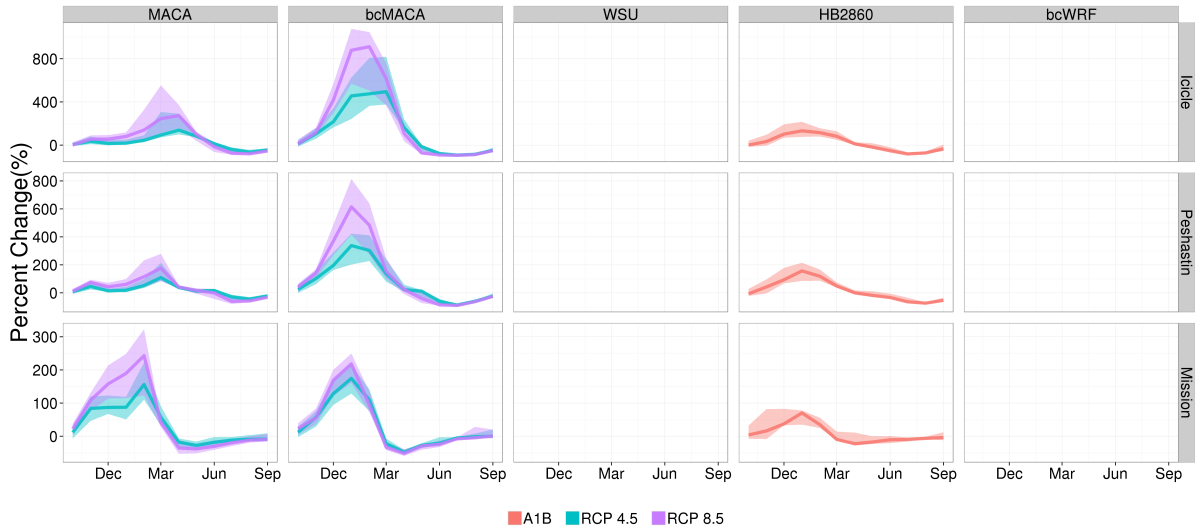 MACA bcMACA WSU HB2860 bcWRF
Percent Change(%)
800
400
0
Icicle
800
600
400
200
0
Peshastin
300
200
100
0
Mission
Dec Mar Jun Sep Dec Mar Jun Sep Dec Mar Jun Sep Dec Mar Jun Sep Dec Mar Jun Sep
A1B RCP 4.5 RCP 8.5